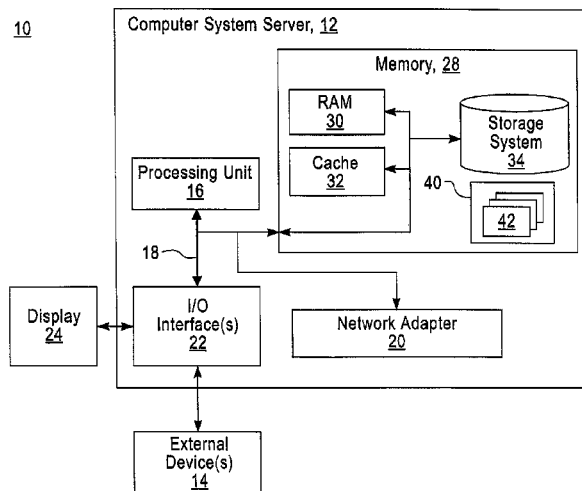 10
Computer System Server, 12
Memory, 28
RAM
30
Cache
32
Storage
System
34
40
42
Processing Unit
16
18
I/O
Interface(s)
22
Display
24
Network Adapter
20
External
Device(s)
14